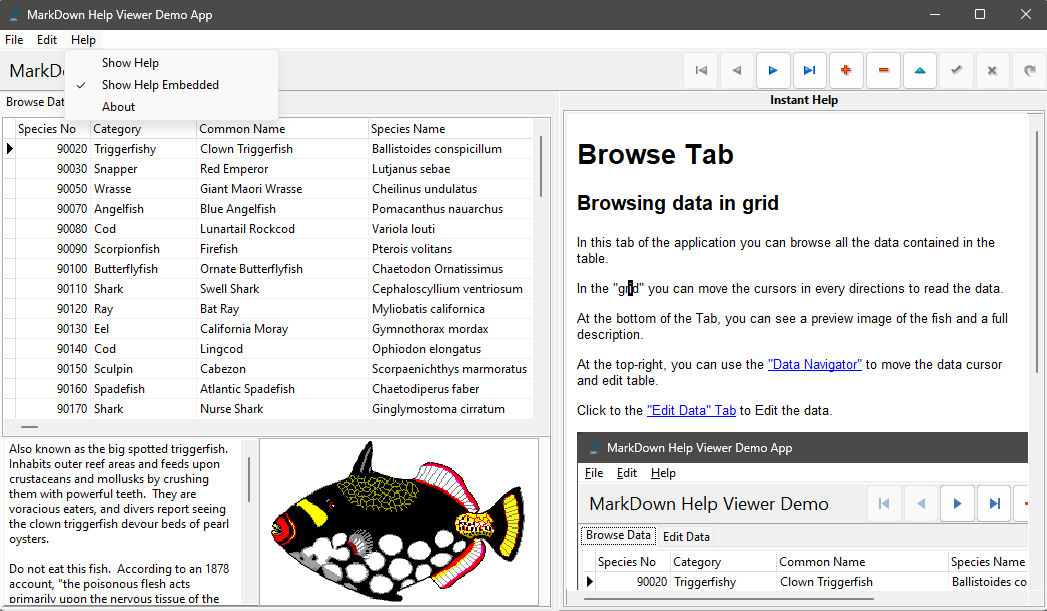 MarkDown Help Viewer Demo App
File Edit Help
Show Help
Show Help Embedded
About
MarkD
Browse Dat
Species No Category Common Name Species Name
90020 Triggerfishy Clown Triggerfish Ballistoides conspicillum
90030 Snapper Red Emperor Lutjanus sebae
90050 Wrasse Giant Maori Wrasse Cheilinus undulatus
90070 Angelfish Blue Angelfish Pomacanthus nauarchus
90080 Cod Lunartail Rockcod Variola louti
90090 Scorpionfish Firefish Pterois volitans
90100 Butterflyfish Ornate Butterflyfish Chaetodon Ornatissimus
90110 Shark Swell Shark Cephaloscyllium ventriosum
90120 Ray Bat Ray Myliobatis californica
90130 Eel California Moray Gymnothorax mordax
90140 Cod Lingcod Ophiodon elongatus
90150 Sculpin Cabezon Scorpaenichthys marmoratus
90160 Spadefish Atlantic Spadefish Chaetodiperus faber
90170 Shark Nurse Shark Ginglymostoma cirratum
Also known as the big spotted triggerfish.
Inhabits outer reef areas and feeds upon
crustaceans and mollusks by crushing
them with powerful teeth. They are
voracious eaters, and divers report seeing
the clown triggerfish devour beds of pearl
oysters.
Do not eat this fish. According to an 1878
account, "the poisonous flesh acts
primarily upon the nervous tissue of the
Instant Help
Browse Tab
Browsing data in grid
In this tab of the application you can browse all the data contained in the
table.
In the "grid" you can move the cursors in every directions to read the data.
At the bottom of the Tab, you can see a preview image of the fish and a full
description.
At the top-right, you can use the "Data Navigator" to move the data cursor
and edit table.
Click to the "Edit Data" Tab to Edit the data.
MarkDown Help Viewer Demo App
File Edit Help
MarkDown Help Viewer Demo
Browse Data Edit Data
Species No Category Common Name Species Name
90020 Triggerfishy Clown Triggerfish Ballistoides co